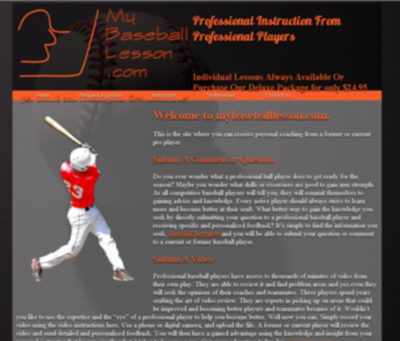 My
Baseball
Lesson
.com
Professional Instruction From
Professional Players
Individual Lessons Always Available Or
Purchase Our Deluxe Package for only $24.95
Home Request A Lesson Instructors Testimonials Contact Us
Welcome to mybaseballlesson.com.
This is the site where you can receive personal coaching from a former or current
pro player.
Submit A Comment or Question
Do you ever wonder what a professional ball player does to get ready for the
season? Maybe you wonder what drills or exercises are good to gain arm strength.
As all competitive baseball players will tell you, they will commit themselves to
gaining advice and knowledge. Every active player should always strive to learn
more and become better at their craft. What better way to gain the knowledge you
seek by directly submitting your question to a professional baseball player and
receiving specific and personalized feedback? It's simple to find the information you
seek, and you will be able to submit your question or comment
to a current or former baseball player.
23
Submit A Video
Professional baseball players have access to thousands of minutes of video from
their own play. They are able to review it and find problem areas and yes even they
will seek the opinions of their coaches and teammates. These players spend years
crafting the art of video review. They are experts in picking up on areas that could
be improved and becoming better players and teammates because of it. Wouldn't
you like to use the expertise and the "eye" of a professional player to help you become better. Well now you can. Simply record your
video using the video instructions here. Use a phone or digital camera, and upload the file. A former or current player will review the
video and send detailed and personalized feedback. You will then have a gained advantage using the knowledge and insight from your